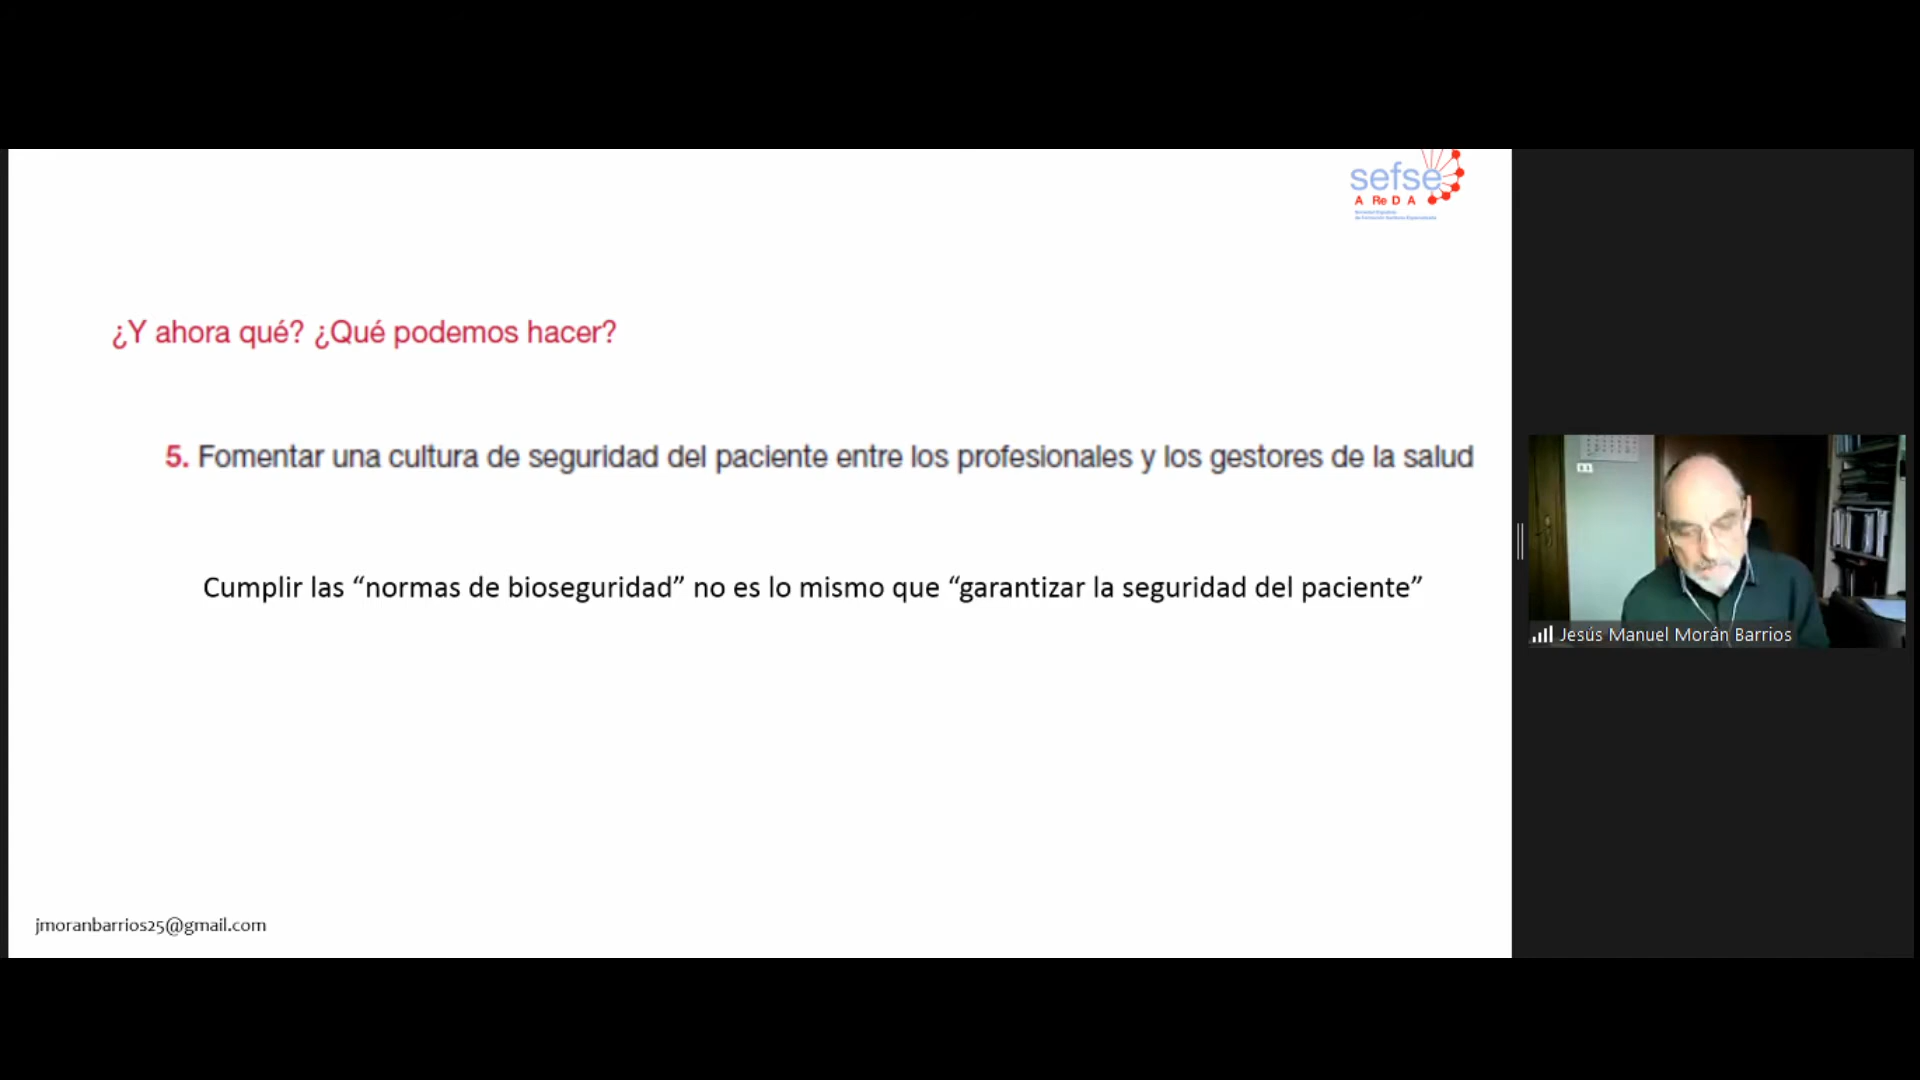 sefse
A Re D A
¿Y ahora qué? ¿Qué podemos hacer?
5. Fomentar una cultura de seguridad del paciente entre los profesionales y los gestores de la salud
Cumplir las “normas de bioseguridad” no es lo mismo que “garantizar la seguridad del paciente”
Jesús Manuel Morán Barrios
jmoranbarrios25@gmail.com